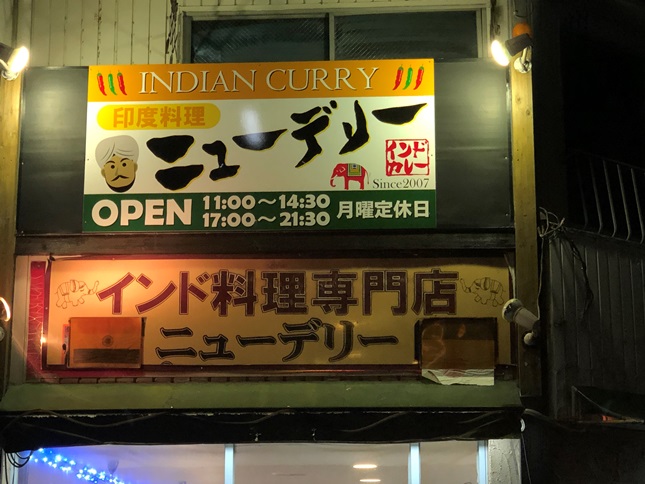 INDIAN CURRY
印度料理
ニューデリー
インド
カレー
Since2007
OPEN 11:00～14:30
17:00～21:30 月曜定休日
インド料理専門店
ニューデリー